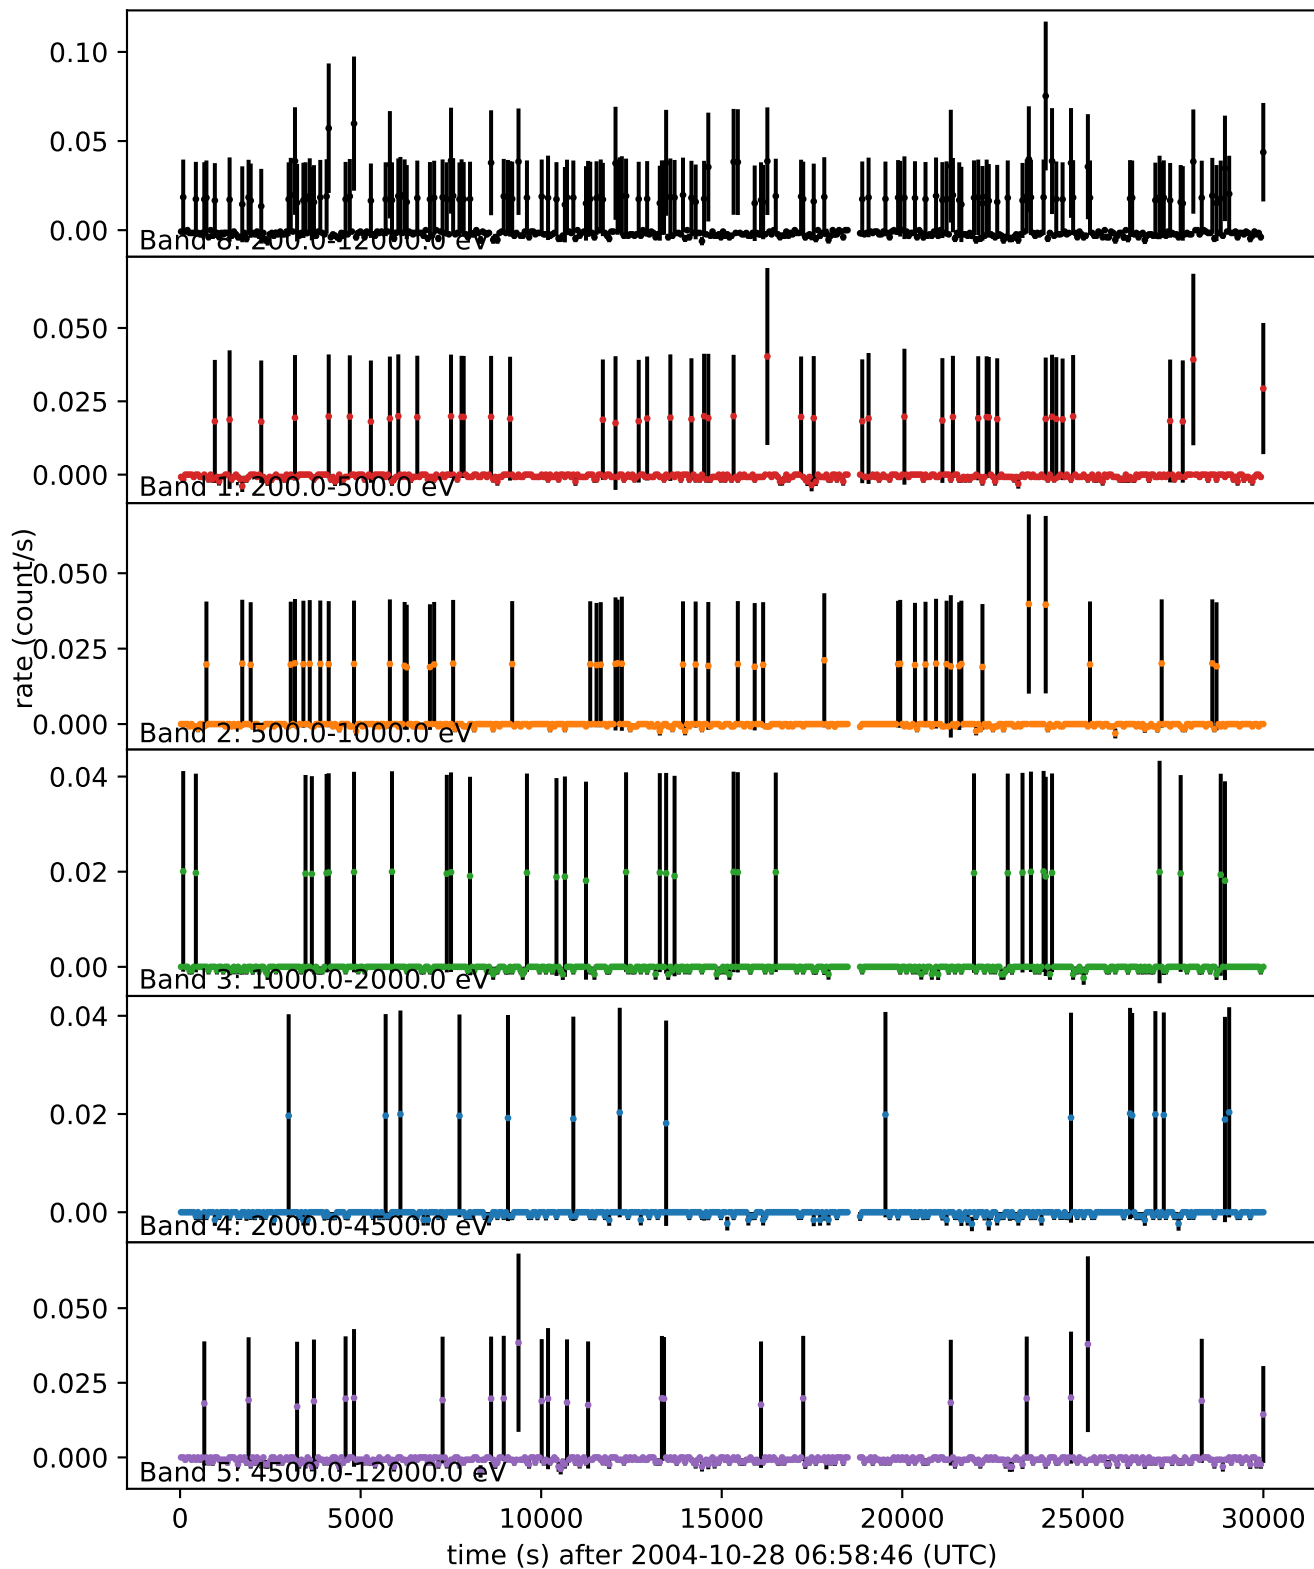 0.10
0.05
0.00
Band 8: 200.0-12000.0 eV
0.050
0.025
0.000
Band 1: 200.0-500.0 eV
rate (count/s)
0.050
0.025
0.000
Band 2: 500.0-1000.0 eV
0.04
0.02
0.00
Band 3: 1000.0-2000.0 eV
0.04
0.02
0.00
Band 4: 2000.0-4500.0 eV
0.050
0.025
0.000
Band 5: 4500.0-12000.0 eV
0 5000 10000 15000 20000 25000 30000
time (s) after 2004-10-28 06:58:46 (UTC)